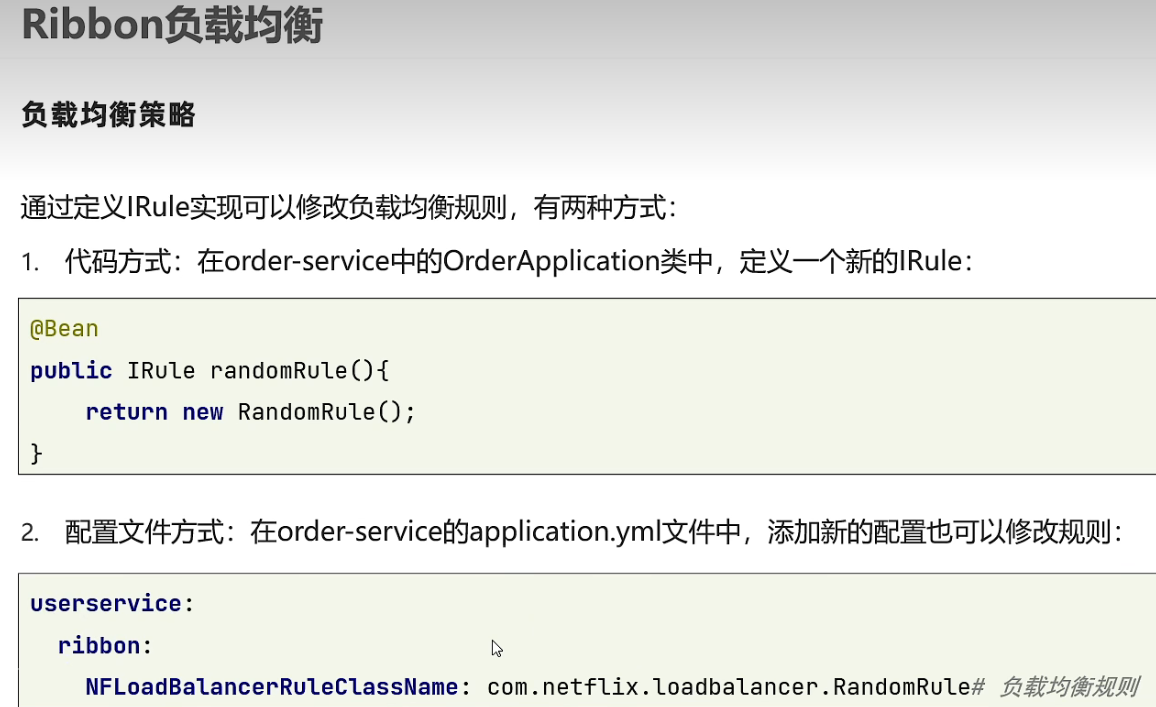 Ribbon负载均衡
负载均衡策略
通过定义IRule实现可以修改负载均衡规则，有两种方式：
1. 代码方式：在order-service中的OrderApplication类中，定义一个新的IRule：
@Bean
public IRule randomRule(){
    return new RandomRule();
}
2. 配置文件方式：在order-service的application.yml文件中，添加新的配置也可以修改规则：
userservice:
  ribbon:
    NFLoadBalancerRuleClassName: com.netflix.loadbalancer.RandomRule# 负载均衡规则